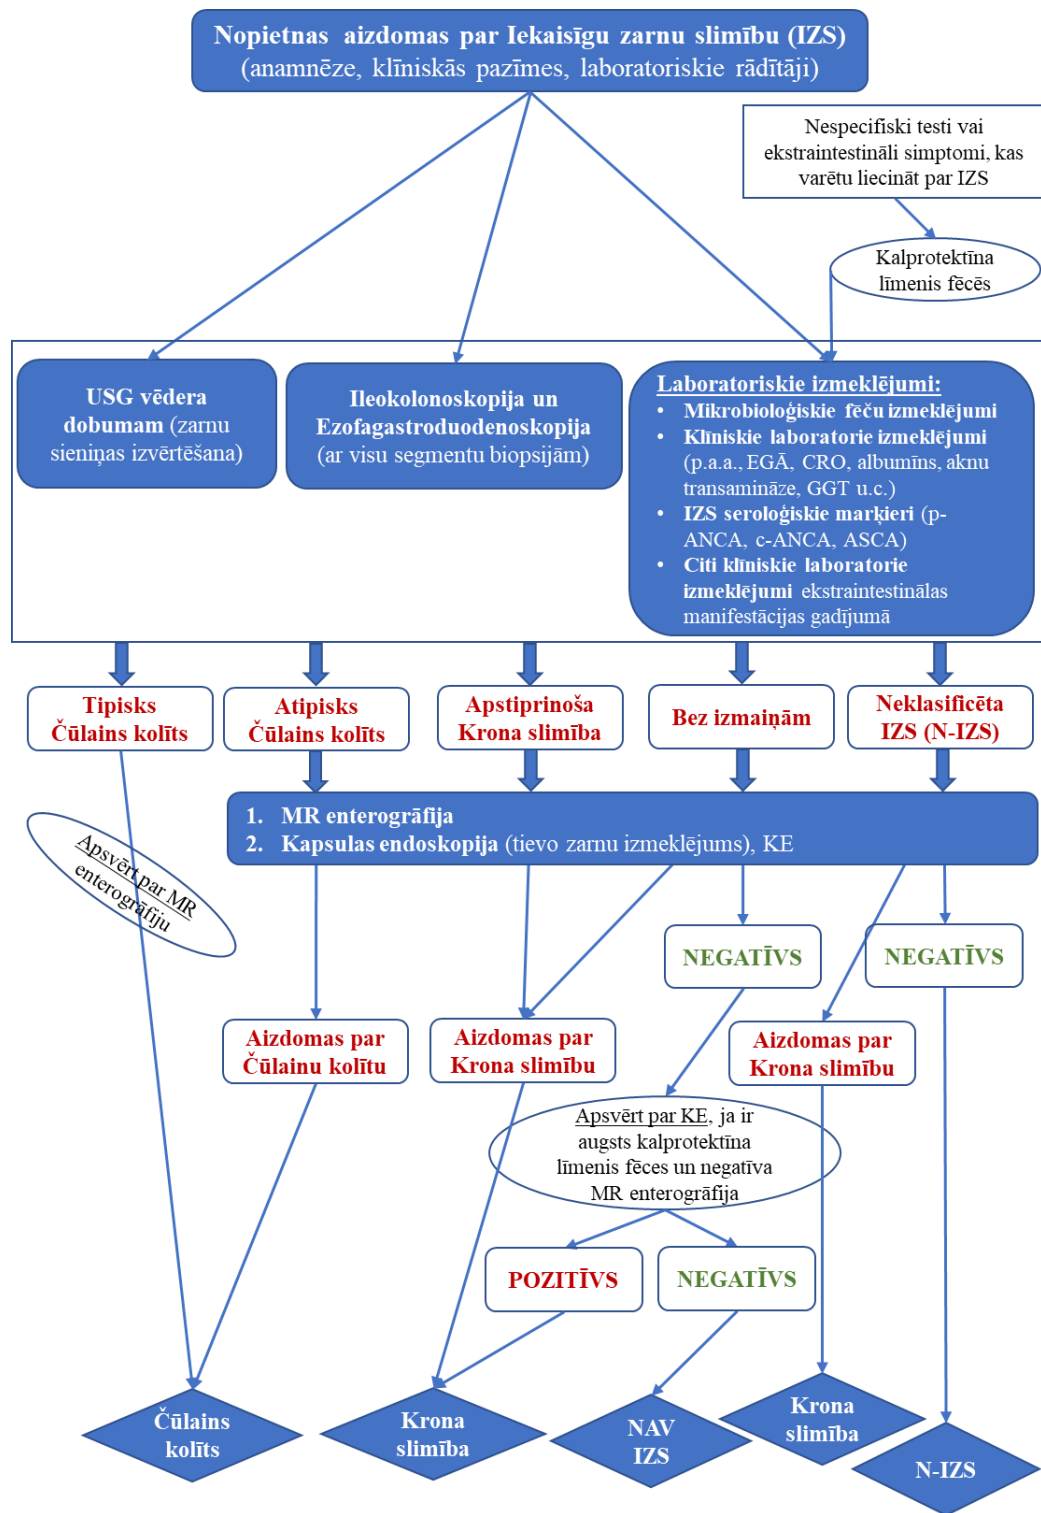 Nopietnas aizdomas par Iekaisīgu zarnu slimību (IZS)
(anamnēze, klīniskās pazīmes, laboratoriskie rādītāji)
Nespecifiski testi vai
ekstraintestināli simptomi, kas
varētu liecināt par IZS
Kalprotektīna
līmenis fēcēs
USG vēdera
dobumam (zarnu
sieniņas izvērtēšana)
Ileokolonoskopija un
Ezofagastroduodenoskopija
(ar visu segmentu biopsijām)
Laboratoriskie izmeklējumi:
• Mikrobioloģiskie fēču izmeklējumi
• Klīniskie laboratorie izmeklējumi
(p.a.a., EGĀ, CRO, albumīns, aknu
transamināze, GGT u.c.)
• IZS seroloģiskie marķieri (p-
ANCA, c-ANCA, ASCA)
• Citi klīniskie laboratorie
izmeklējumi ekstraintestinālas
manifestācijas gadījumā
Tipisks
Čūlains kolīts
Atipisks
Čūlains kolīts
Apstiprinoša
Krona slimība
Bez izmaiņām
Neklasificēta
IZS (N-IZS)
1. MR enterogrāfija
2. Kapsulas endoskopija (tievo zarnu izmeklējums), KE
Apsvērt par MR
enterogrāfiju
NEGATĪVS
NEGATĪVS
Aizdomas par
Čūlainu kolītu
Aizdomas par
Krona slimību
Aizdomas par
Krona slimību
Apsvērt par KE, ja ir
augsts kalprotektīna
līmenis fēces un negatīva
MR enterogrāfija
POZITĪVS
NEGATĪVS
Čūlains
kolīts
Krona
slimība
NAV
IZS
Krona
slimība
N-IZS